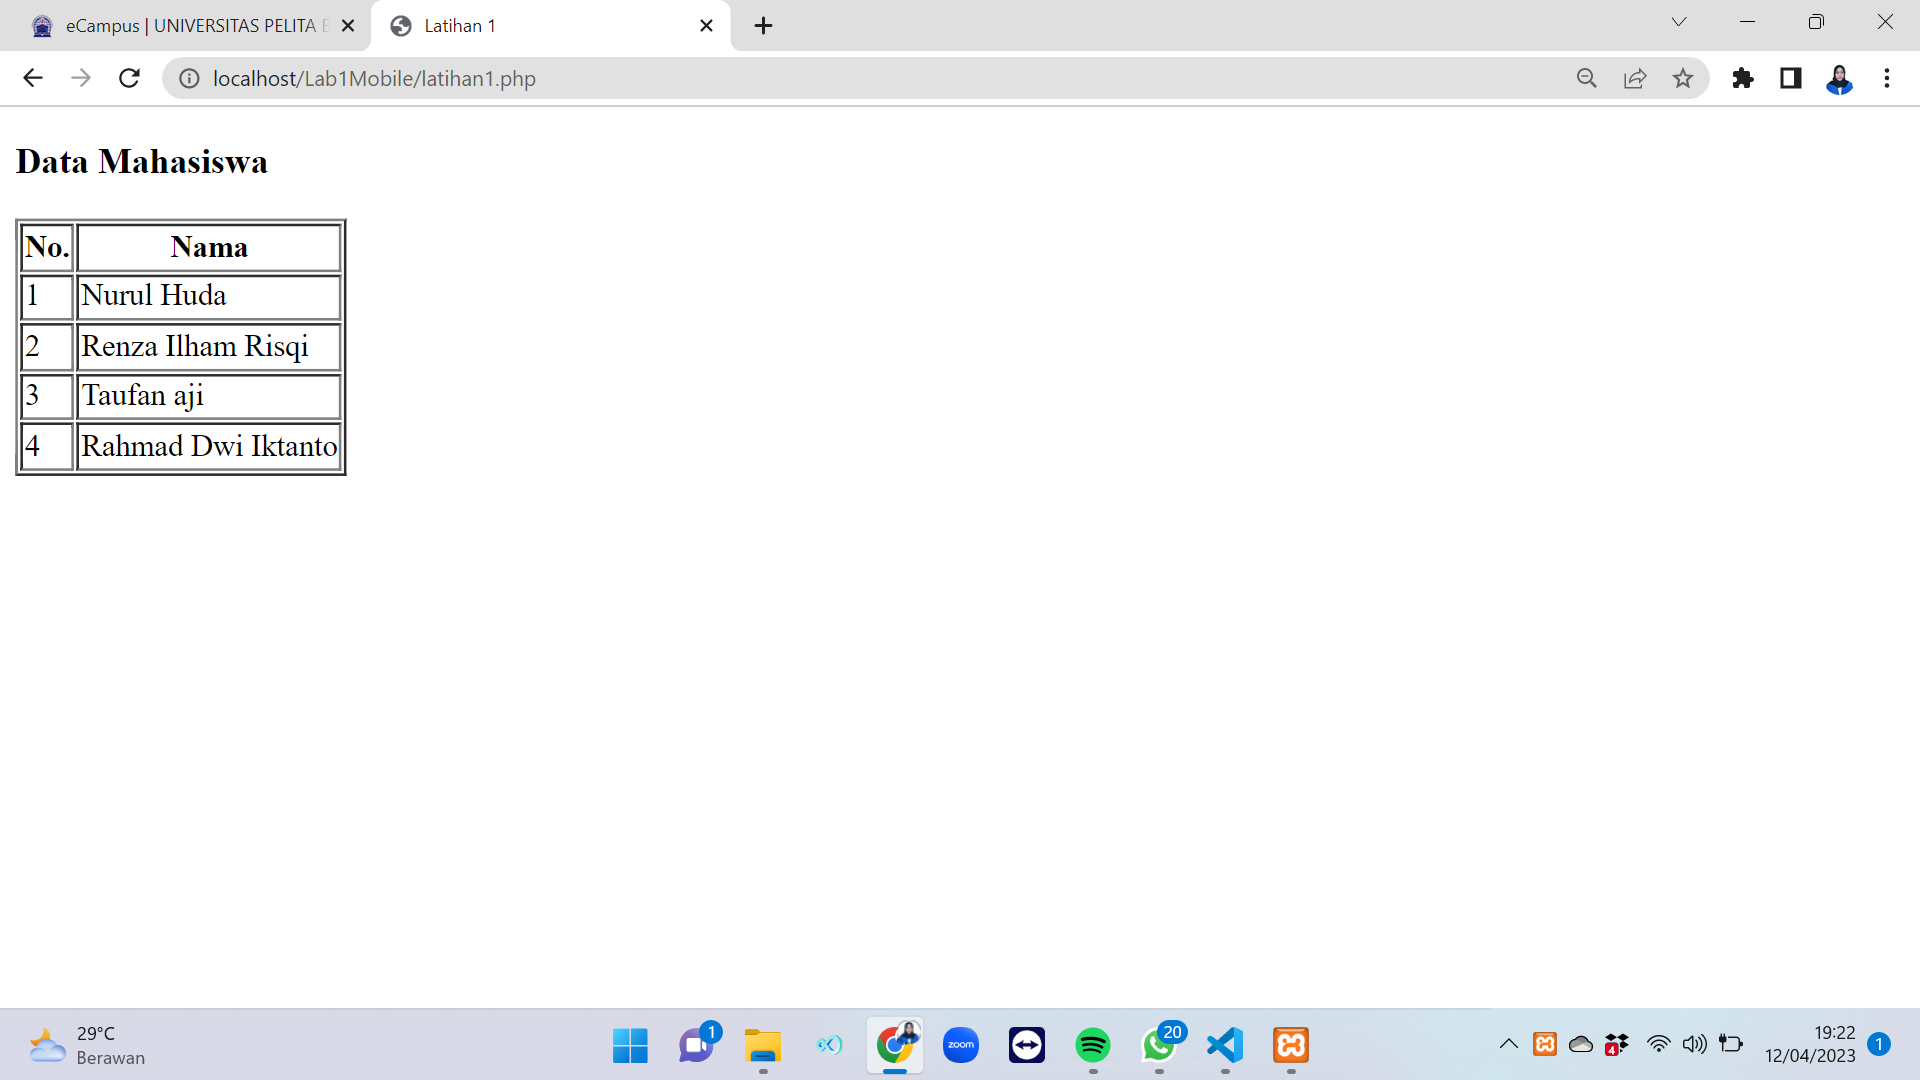 eCampus | UNIVERSITAS PELITA
Latihan 1
localhost/Lab1Mobile/latihan1.php
Data Mahasiswa
No. Nama
1 Nurul Huda
2 Renza Ilham Risqi
3 Taufan aji
4 Rahmad Dwi Iktanto
29°C
Berawan
1
zoom
20
4
19:22
12/04/2023
1